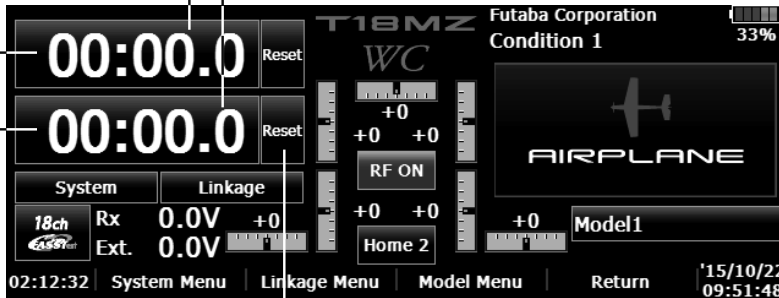 T18MZ
WC
Futaba Corporation
Condition 1
33%
00:00.0 Reset
00:00.0 Reset
+0
+0 +0
RF ON
AIRPLANE
System Linkage
18ch
FASSTest
Rx 0.0V
Ext. 0.0V
+0
+0 +0
Home 2
+0
Model1
02:12:32 System Menu Linkage Menu Model Menu Return '15/10/22
09:51:48